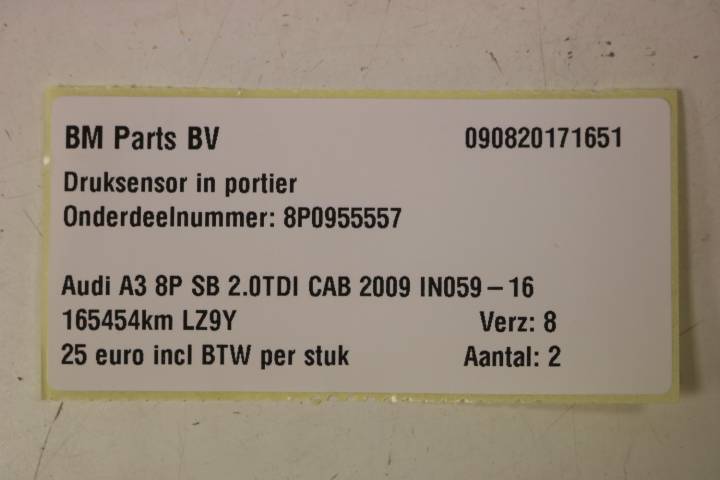 BM Parts BV 090820171651
Druksensor in portier
Onderdeelnummer: 8P0955557
Audi A3 8P SB 2.0TDI CAB 2009 IN059-16
165454km LZ9Y Verz: 8
25 euro incl BTW per stuk Aantal: 2